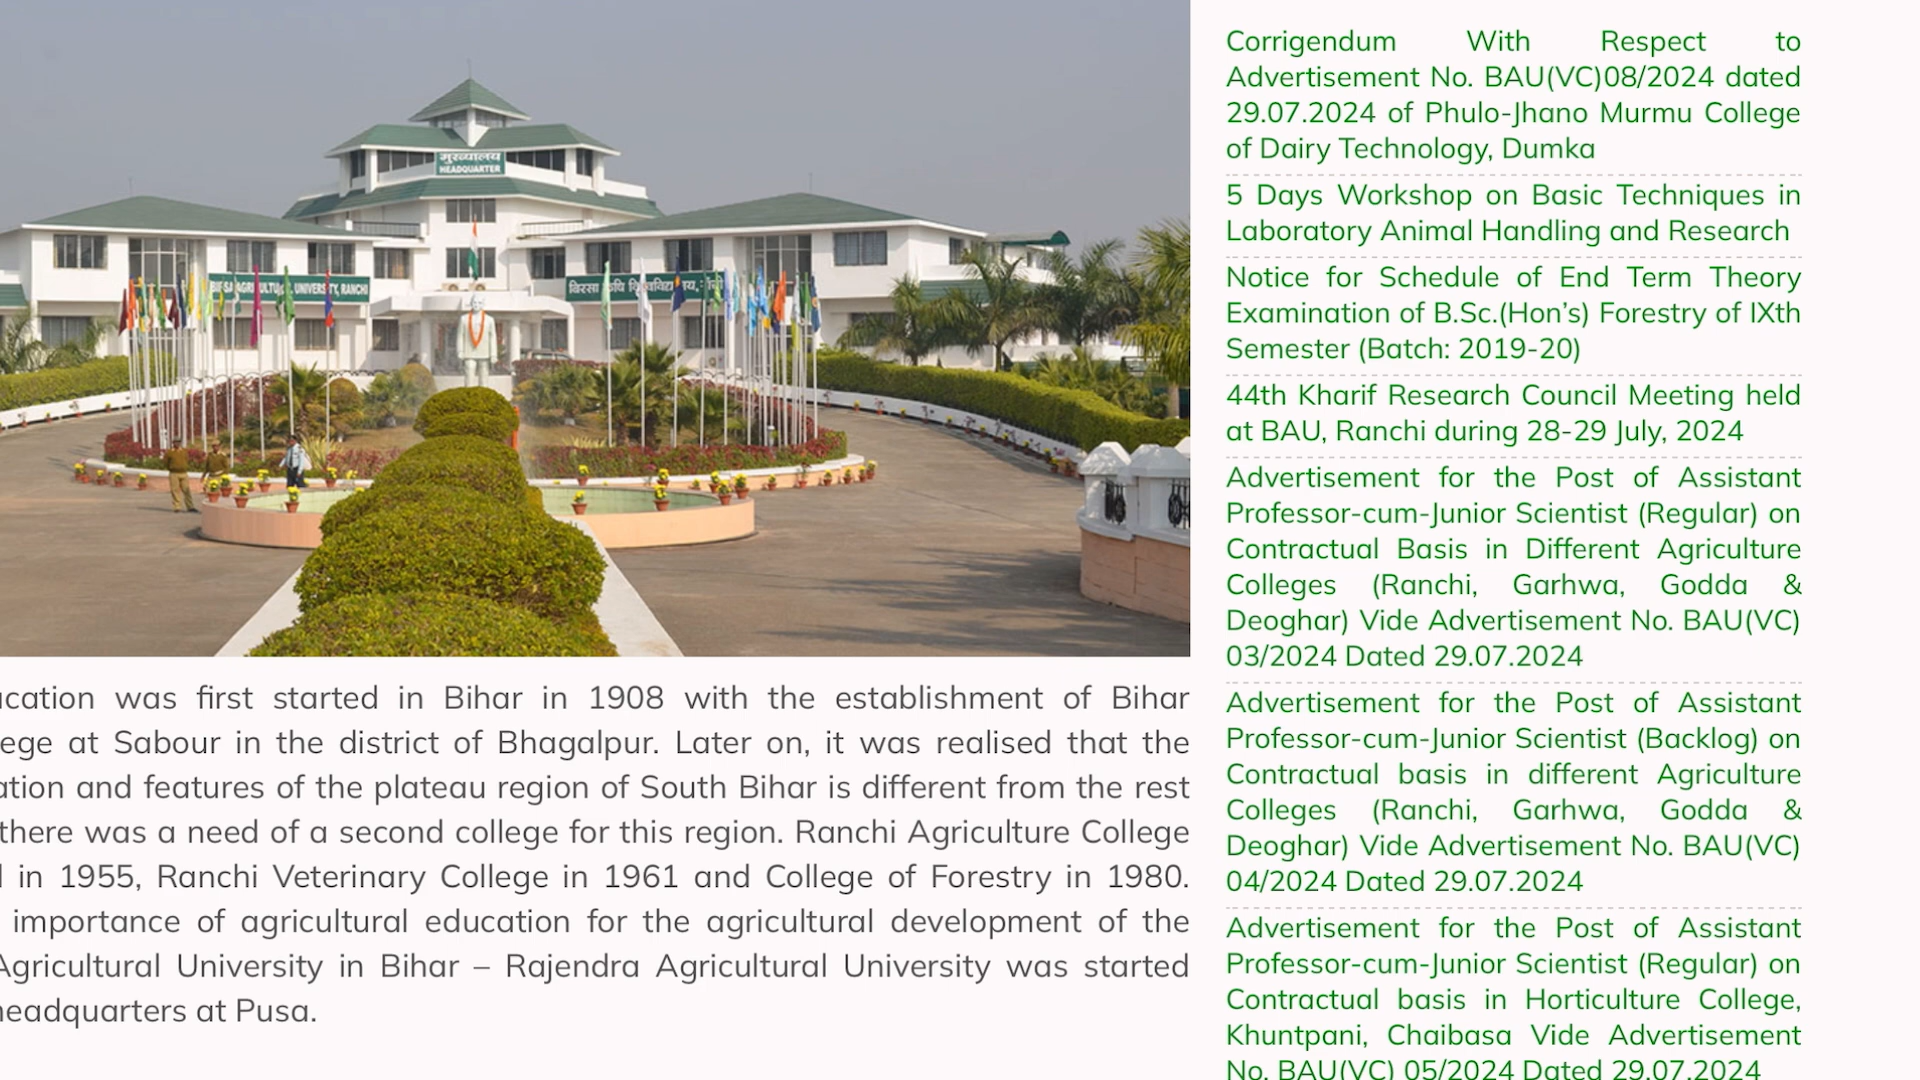 मुख्यालय
HEADQUARTER
BIRSA AGRICULTURAL UNIVERSITY, RANCHI
बिरसा कृषि विश्वविद्यालय, राँची
ucation was first started in Bihar in 1908 with the establishment of Bihar
ege at Sabour in the district of Bhagalpur. Later on, it was realised that the
ation and features of the plateau region of South Bihar is different from the rest
there was a need of a second college for this region. Ranchi Agriculture College
d in 1955, Ranchi Veterinary College in 1961 and College of Forestry in 1980.
importance of agricultural education for the agricultural development of the
Agricultural University in Bihar – Rajendra Agricultural University was started
headquarters at Pusa.
Corrigendum With Respect to
Advertisement No. BAU(VC)08/2024 dated
29.07.2024 of Phulo-Jhano Murmu College
of Dairy Technology, Dumka
5 Days Workshop on Basic Techniques in
Laboratory Animal Handling and Research
Notice for Schedule of End Term Theory
Examination of B.Sc.(Hon’s) Forestry of IXth
Semester (Batch: 2019-20)
44th Kharif Research Council Meeting held
at BAU, Ranchi during 28-29 July, 2024
Advertisement for the Post of Assistant
Professor-cum-Junior Scientist (Regular) on
Contractual Basis in Different Agriculture
Colleges (Ranchi, Garhwa, Godda &
Deoghar) Vide Advertisement No. BAU(VC)
03/2024 Dated 29.07.2024
Advertisement for the Post of Assistant
Professor-cum-Junior Scientist (Backlog) on
Contractual basis in different Agriculture
Colleges (Ranchi, Garhwa, Godda &
Deoghar) Vide Advertisement No. BAU(VC)
04/2024 Dated 29.07.2024
Advertisement for the Post of Assistant
Professor-cum-Junior Scientist (Regular) on
Contractual basis in Horticulture College,
Khuntpani, Chaibasa Vide Advertisement
No. BAU(VC) 05/2024 Dated 29.07.2024